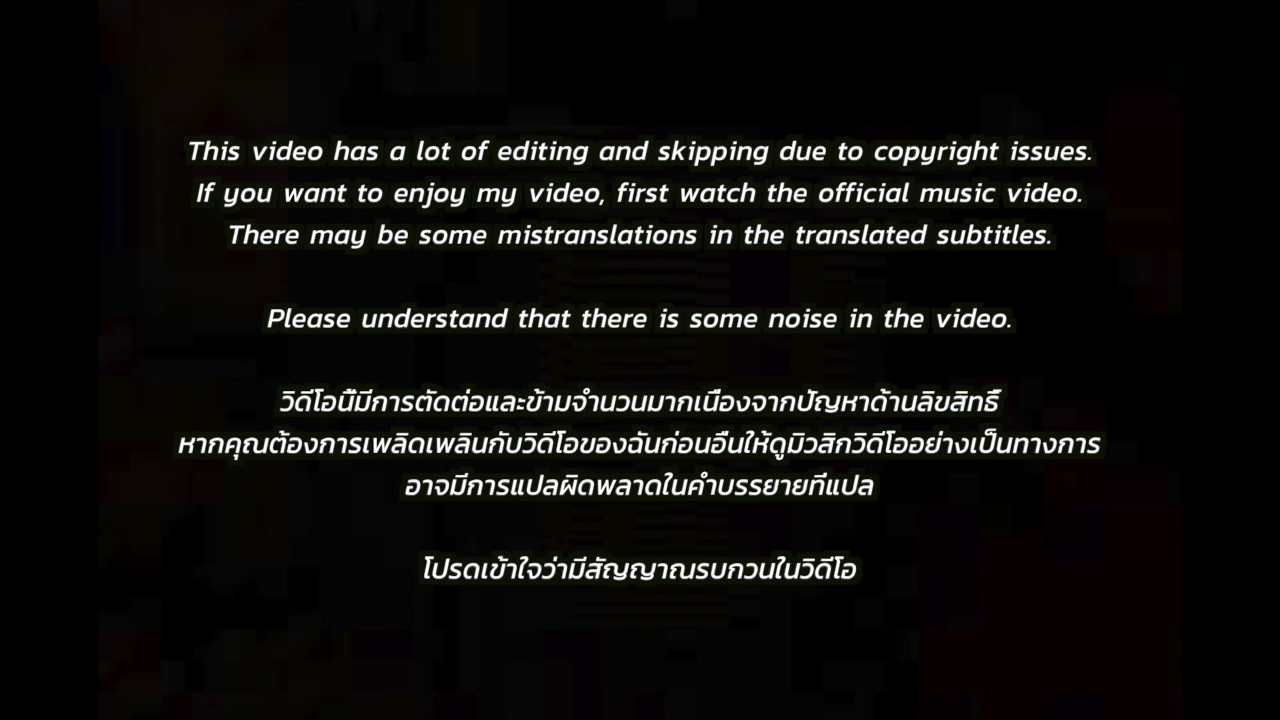 This video has a lot of editing and skipping due to copyright issues.
If you want to enjoy my video, first watch the official music video.
There may be some mistranslations in the translated subtitles.
Please understand that there is some noise in the video.
วิดีโอนี้มีการตัดต่อและข้ามจำนวนมากเนื่องจากปัญหาด้านลิขสิทธิ์
หากคุณต้องการเพลิดเพลินกับวิดีโอของฉันก่อนอื่นให้ดูมิวสิกวิดีโออย่างเป็นทางการ
อาจมีการแปลผิดพลาดในคำบรรยายที่แปล
โปรดเข้าใจว่ามีสัญญาณรบกวนในวิดีโอ